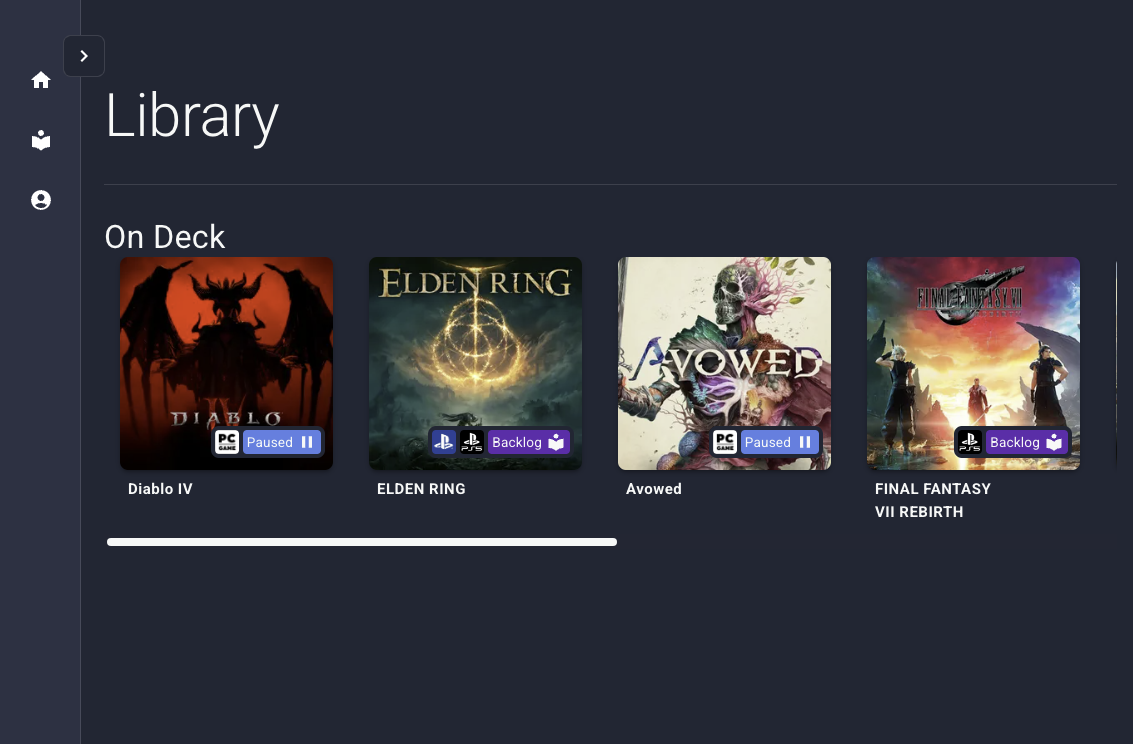 Library
On Deck
DIABLO
PC
GAME
Paused
Diablo IV
ELDEN RING
PS5
Backlog
ELDEN RING
AVOWED
PC
GAME
Paused
Avowed
FINAL FANTASY VII
REBIRTH
PS5
Backlog
FINAL FANTASY
VII REBIRTH